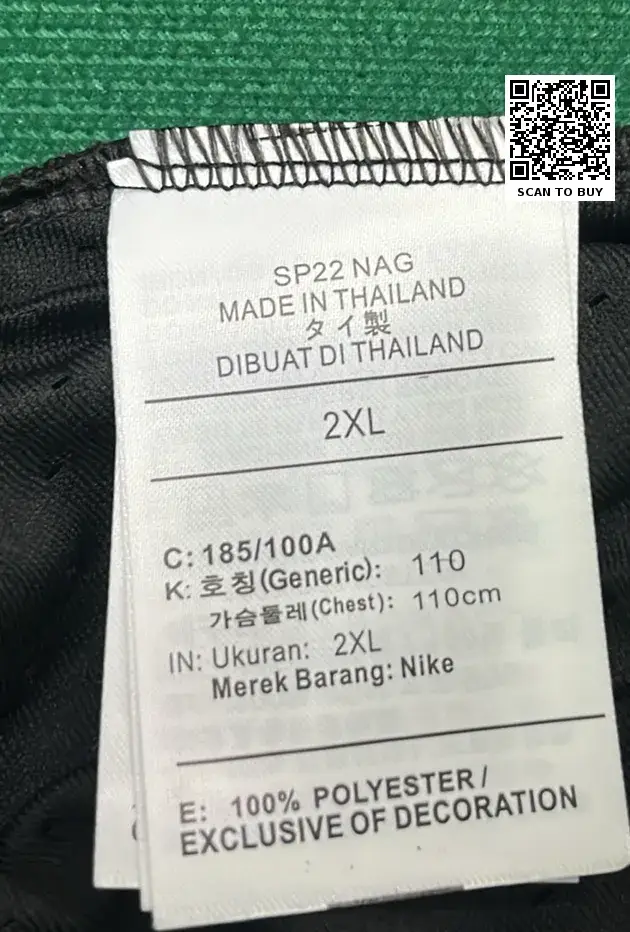 SCAN TO BUY
SP22 NAG
MADE IN THAILAND
タイ製
DIBUAT DI THAILAND
2XL
C: 185/100A
K: 호칭(Generic): 110
가슴둘레(Chest): 110cm
IN: Ukuran: 2XL
Merek Barang: Nike
E: 100% POLYESTER /
EXCLUSIVE OF DECORATION